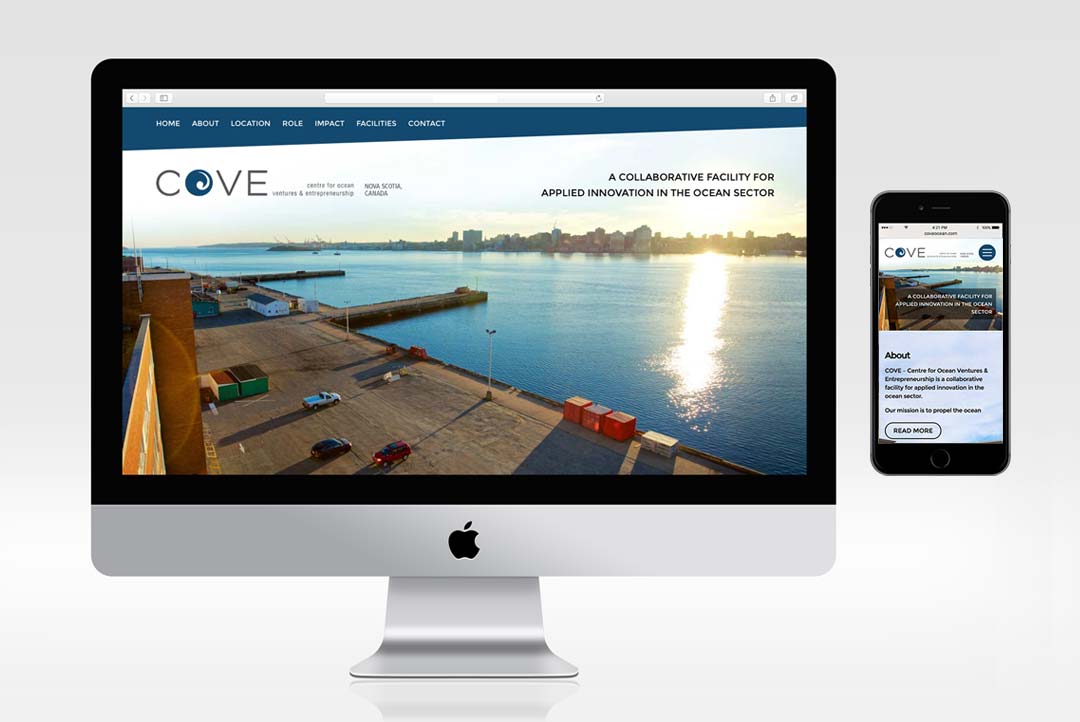 HOME ABOUT LOCATION ROLE IMPACT FACILITIES CONTACT
COVE
centre for ocean
ventures & entrepreneurship
NOVA SCOTIA,
CANADA
A COLLABORATIVE FACILITY FOR
APPLIED INNOVATION IN THE OCEAN SECTOR
4:21 PM 100%
coveocean.com
COVE
A COLLABORATIVE FACILITY FOR
APPLIED INNOVATION IN THE OCEAN
SECTOR
About
COVE – Centre for Ocean Ventures &
Entrepreneurship is a collaborative
facility for applied innovation in the
ocean sector.
Our mission is to propel the ocean
READ MORE